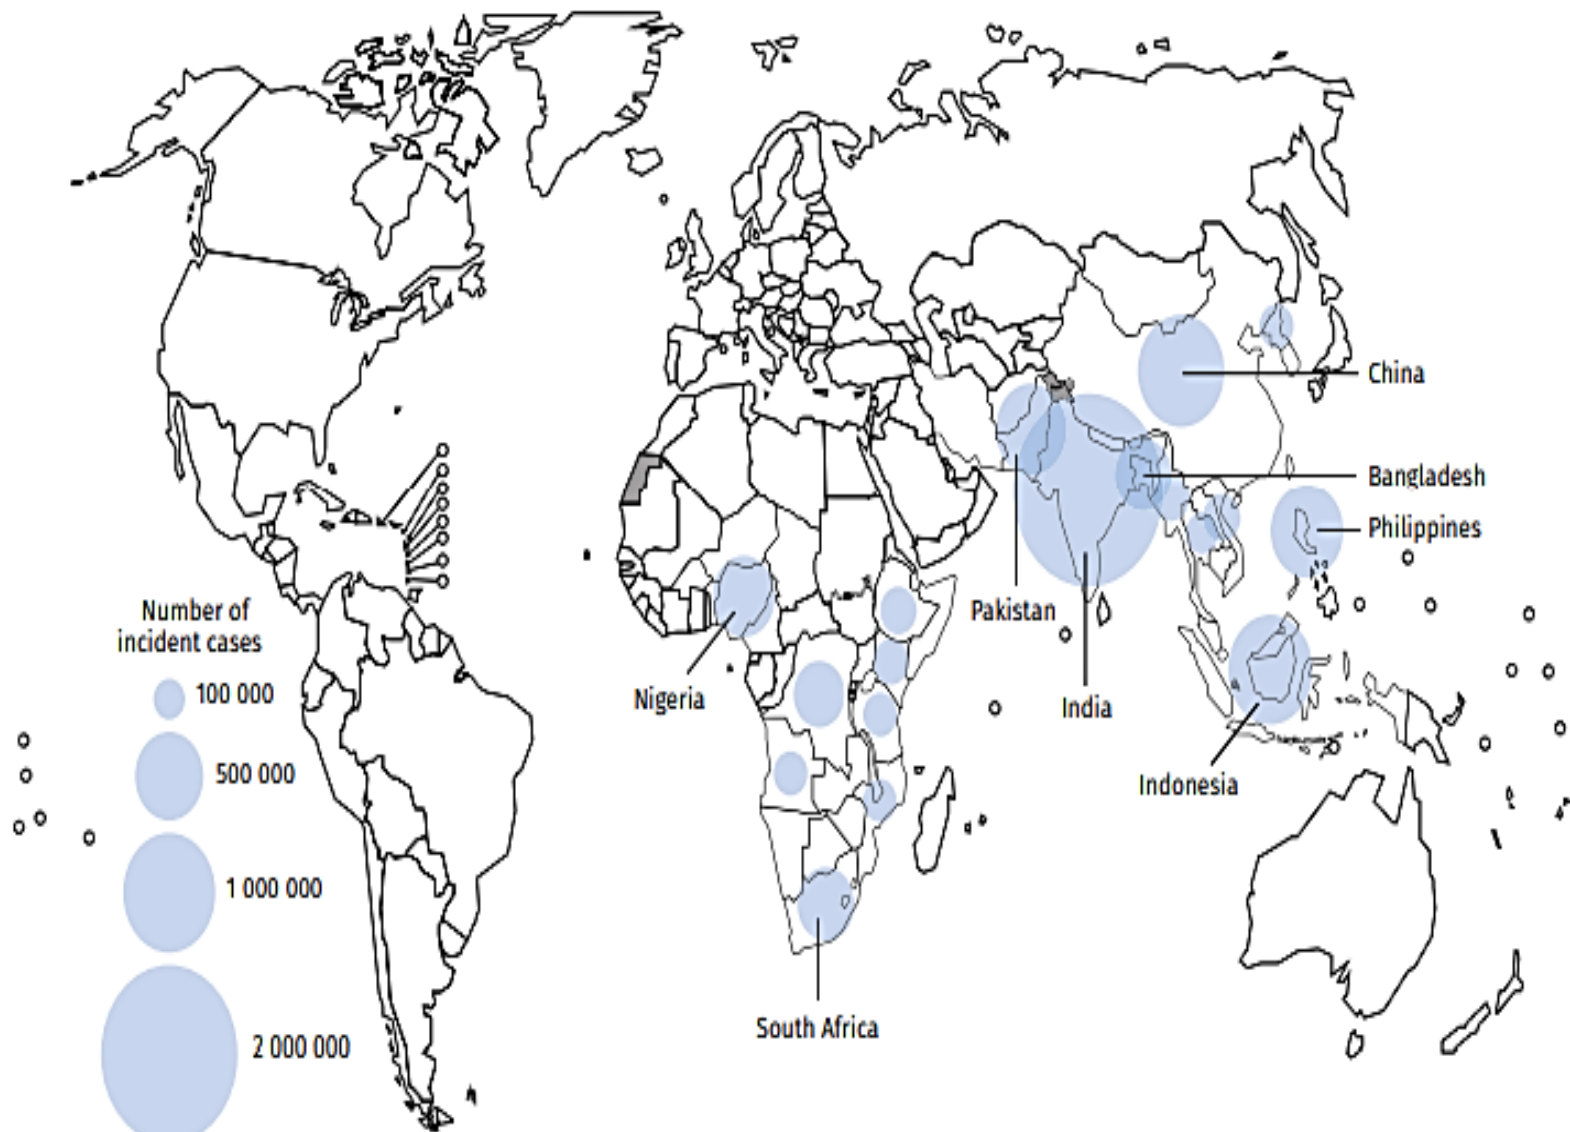 China
Bangladesh
Philippines
Pakistan
Number of
incident cases
100 000
Nigeria
India
500 000
Indonesia
1 000 000
South Africa
2 000 000